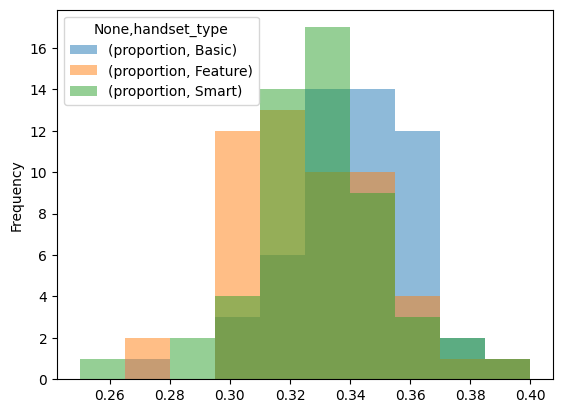 None,handset_type
(proportion, Basic)
(proportion, Feature)
(proportion, Smart)
Frequency
16
14
12
10
8
6
4
2
0
0.26 0.28 0.30 0.32 0.34 0.36 0.38 0.40